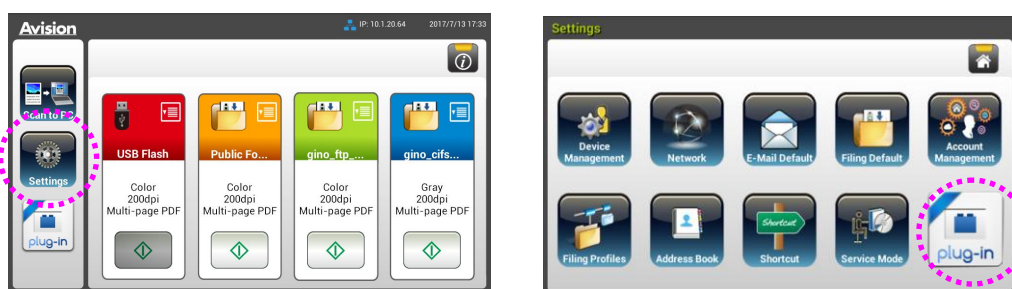 Avision
IP: 10.1.20.64 2017/7/13 17:33
Scan to PC
Settings
plug-in
USB Flash
Color
200dpi
Multi-page PDF
Public Fo...
Color
200dpi
Multi-page PDF
gino_ftp_...
Color
200dpi
Multi-page PDF
gino_cifs...
Gray
200dpi
Multi-page PDF
Settings
Device
Management
Network
E-Mail Default
Filing Default
Account
Management
Filing Profiles
Address Book
Shortcut
Shortcut
Service Mode
plug-in